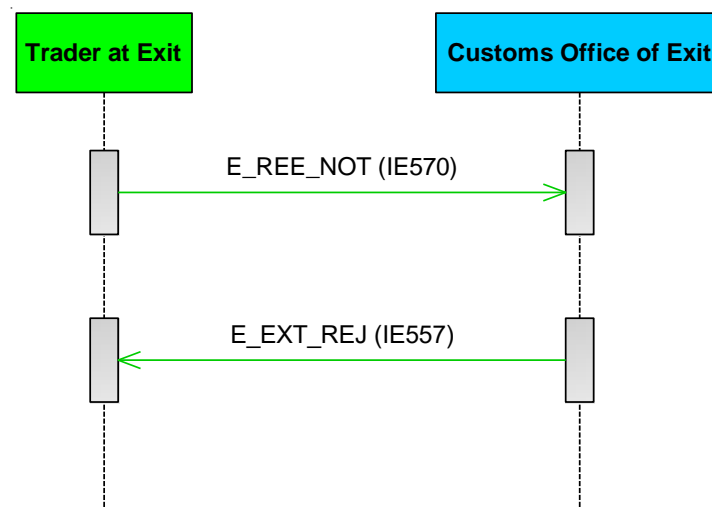 Trader at Exit
Customs Office of Exit
E_REE_NOT (IE570)
E_EXT_REJ (IE557)